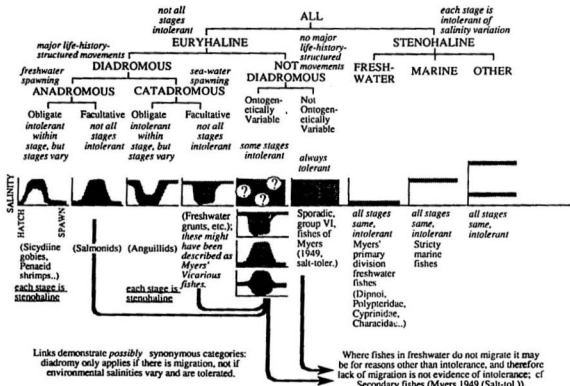 ALL
not all
stages
intolerant
each stage is
intolerant of
salinity variation
EURYHALINE
STENOHALINE
major life-history-
structured movements
no major
life-history-
structured
movements
DIADROMOUS
NOT
DIADROMOUS
FRESH-
WATER
MARINE
OTHER
freshwater
spawning
sea-water
spawning
ANADROMOUS
CATADROMOUS
Ontogen-
etically
Variable
Not
Ontogen-
etically
Variable
Obligate
intolerant
within
stage, but
stages vary
Facultative
not all
stages
intolerant
Obligate
intolerant
within
stage, but
stages vary
Facultative
not all
stages
intolerant
some stages
intolerant
always
tolerant
SALINITY
HATCH
SPAWN
? ? ?
(Sicydiine
gobies,
Penaeid
shrimps..)
each stage is
stenohaline
(Salmonids)
(Anguillids)
each stage is
stenohaline
(Freshwater
grunts, etc.);
these might
have been
described as
Myers'
Vicarious
fishes.
Sporadic,
group VI,
fishes of
Myers
(1949,
salt-toler.)
all stages
same,
intolerant
Myers'
primary
division
freshwater
fishes
(Dipnoi,
Polypteridae,
Cyprinidae,
Characidae..)
all stages
same,
intolerant
Stricty
marine
fishes
all stages
same,
intolerant
Links demonstrate possibly synonymous categories:
diadromy only applies if there is migration, not if
environmental salinities vary and are tolerated.
Where fishes in freshwater do not migrate it may
be for reasons other than intolerance, and therefore
lack of migration is not evidence of intolerance; cf
Secondary fishes (Myers 1949 (Salt-tol.)).